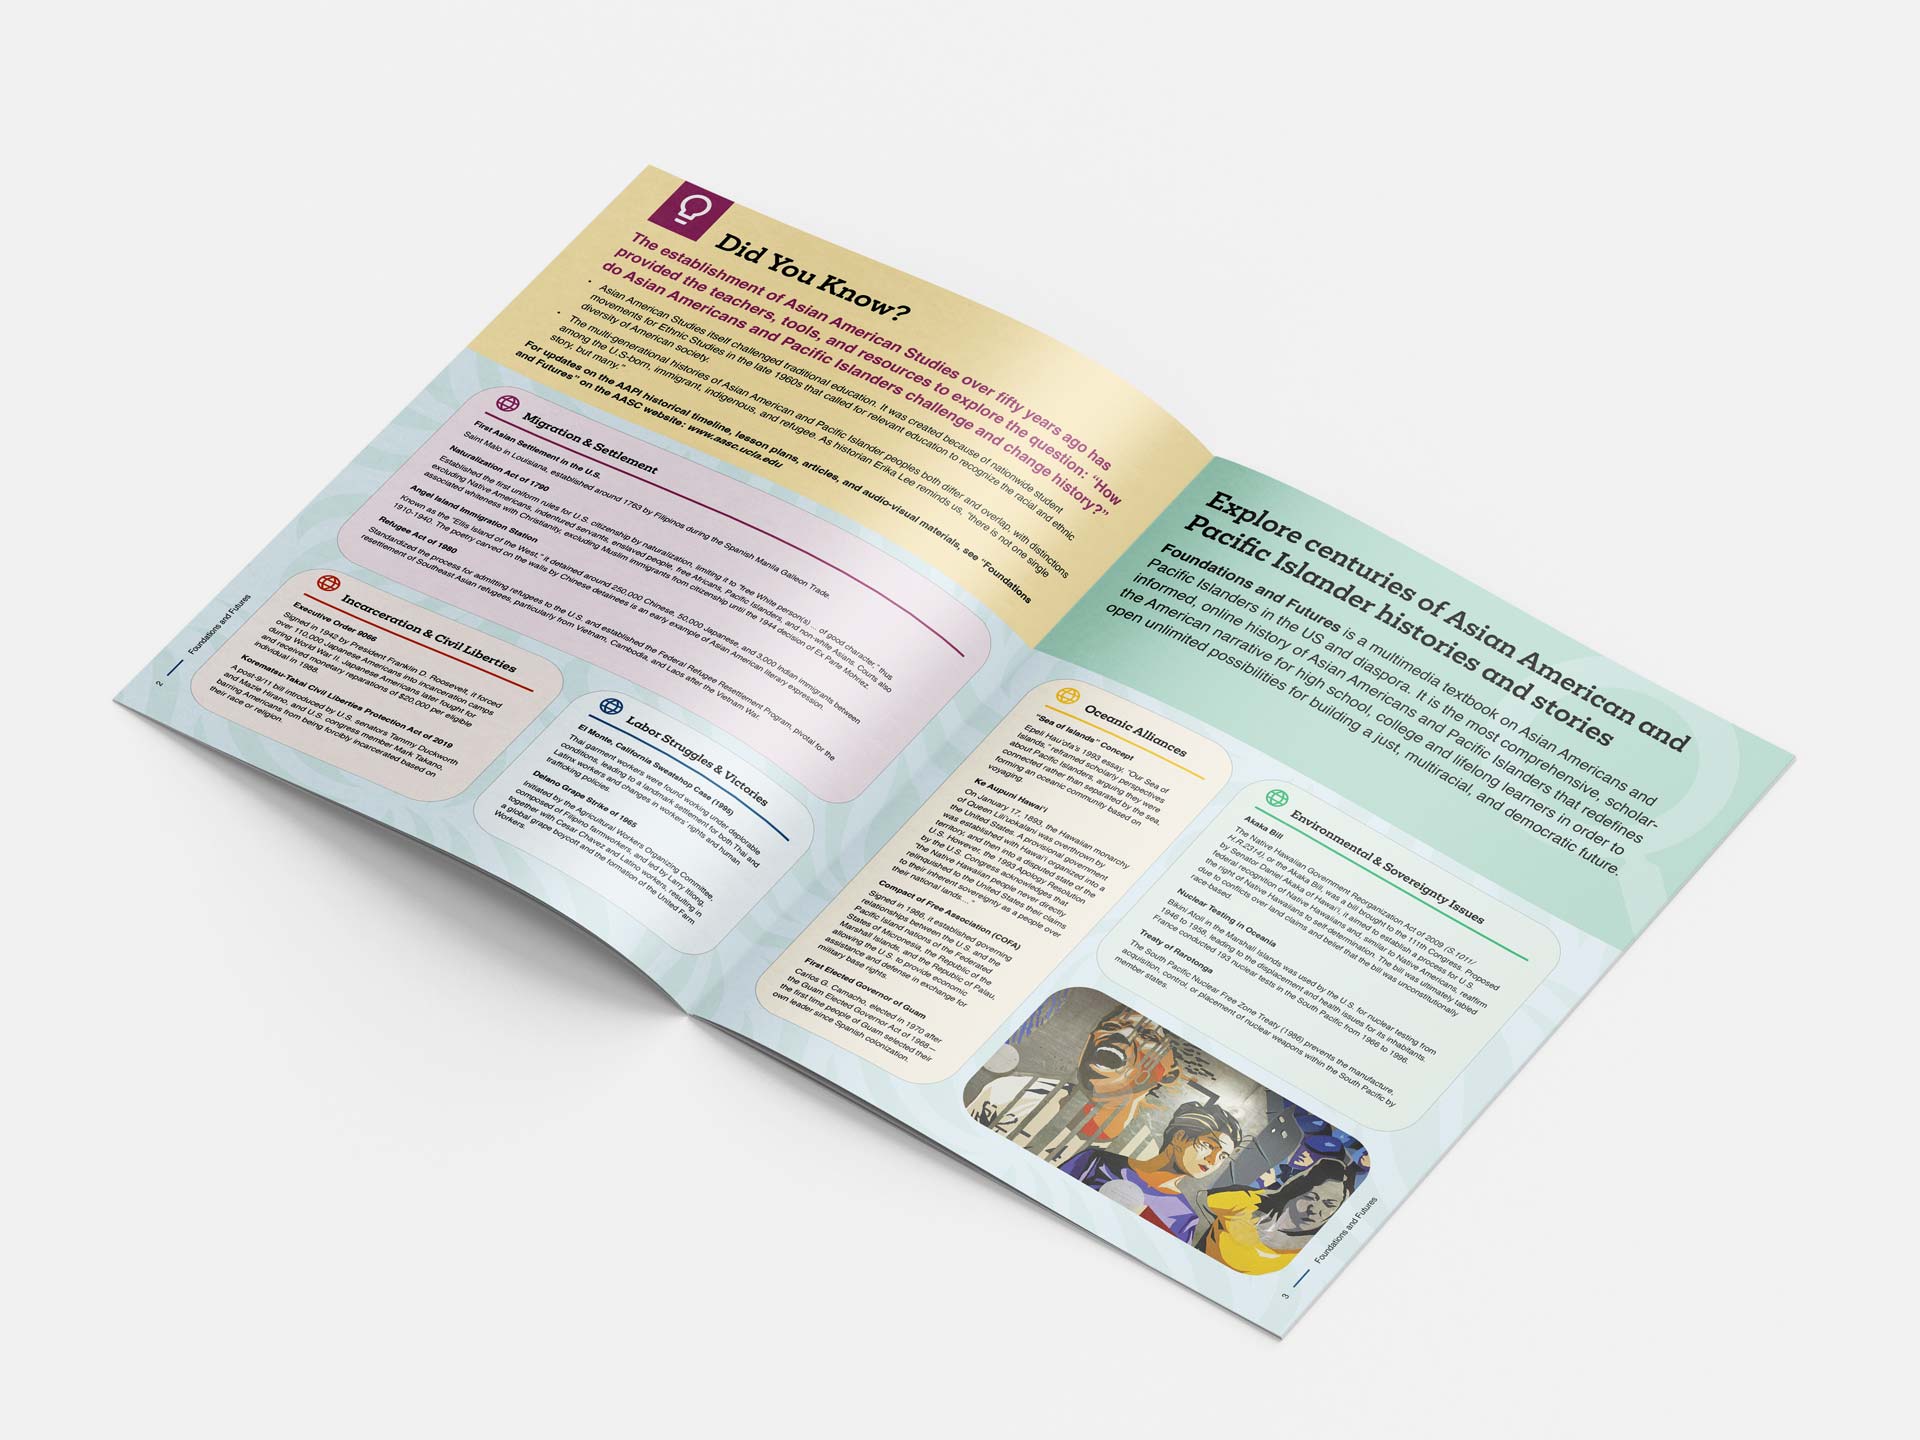 Did You Know?
The establishment of Asian American Studies over fifty years ago has
provided the teachers, tools, and resources to explore the question: "How
do Asian Americans and Pacific Islanders challenge and change history?"
• Asian American Studies itself challenged traditional education. It was created because of nationwide student
movements for Ethnic Studies in the late 1960s that called for relevant education to recognize the racial and ethnic
diversity of American society.
• The multi-generational histories of Asian American and Pacific Islander peoples both differ and overlap, with distinctions
among the U.S-born, immigrant, indigenous, and refugee. As historian Erika Lee reminds us, "there is not one single
story, but many."
For updates on the AAPI historical timeline, lesson plans, articles, and audio-visual materials, see "Foundations
and Futures" on the AASC website: www.aasc.ucla.edu
Migration & Settlement
First Asian Settlement in the U.S.
Saint Malo in Louisiana, established around 1763 by Filipinos during the Spanish Manila Galleon Trade.
Naturalization Act of 1790
Established the first uniform rules for U.S. citizenship by naturalization, limiting it to "free White person(s) ... of good character," thus
excluding Native Americans, indentured servants, enslaved people, free Africans, Pacific Islanders, and non-white Asians. Courts also
associated whiteness with Christianity, excluding Muslim immigrants from citizenship until the 1944 decision of Ex Parte Mohriez.
Angel Island Immigration Station
Known as the "Ellis Island of the West," it detained around 250,000 Chinese, 50,000 Japanese, and 3,000 Indian immigrants between
1910-1940. The poetry carved on the walls by Chinese detainees is an early example of Asian American literary expression.
Refugee Act of 1980
Standardized the process for admitting refugees to the U.S. and established the Federal Refugee Resettlement Program, pivotal for the
resettlement of Southeast Asian refugees, particularly from Vietnam, Cambodia, and Laos after the Vietnam War.
Incarceration & Civil Liberties
Executive Order 9066
Signed in 1942 by President Franklin D. Roosevelt, it forced
over 110,000 Japanese Americans into incarceration camps
during World War II. Japanese Americans later fought for
and received monetary reparations of $20,000 per eligible
individual in 1988.
Korematsu-Takai Civil Liberties Protection Act of 2019
A post-9/11 bill introduced by U.S. senators Tammy Duckworth
and Mazie Hirano, and U.S. congress member Mark Takano,
barring Americans from being forcibly incarcerated based on
their race or religion.
Labor Struggles & Victories
El Monte, California Sweatshop Case (1995)
Thai garment workers were found working under deplorable
conditions, leading to a landmark settlement for both Thai and
Latinx workers and changes in workers' rights and human
trafficking policies.
Delano Grape Strike of 1965
Initiated by the Agricultural Workers Organizing Committee,
composed of Filipino farmworkers, and led by Larry Itliong,
together with Cesar Chavez and Latino workers, resulting in
a global grape boycott and the formation of the United Farm
Workers.
2
Foundations and Futures
Explore centuries of Asian American and
Pacific Islander histories and stories
Foundations and Futures is a multimedia textbook on Asian Americans and
Pacific Islanders in the US and diaspora. It is the most comprehensive, scholar-
informed, online history of Asian Americans and Pacific Islanders that redefines
the American narrative for high school, college and lifelong learners in order to
open unlimited possibilities for building a just, multiracial, and democratic future.
Oceanic Alliances
"Sea of Islands" Concept
Epeli Hau'ofa's 1993 essay, "Our Sea of
Islands," reframed scholarly perspectives
about Pacific Islanders, arguing they were
connected rather than separated by the sea,
forming an oceanic community based on
voyaging.
Ke Aupuni Hawai'i
On January 17, 1893, the Hawaiian monarchy
of Queen Lili'uokalani was overthrown by
the United States. A provisional government
was established with Hawai'i organized into a
territory, and then into a disputed state of the
U.S. However, the 1993 Apology Resolution
by the U.S. Congress acknowledges that
"the Native Hawaiian people never directly
relinquished to the United States their claims
to their inherent sovereignty as a people over
their national lands..."
Compact of Free Association (COFA)
Signed in 1986, it established governing
relationships between the U.S. and the
Pacific Island nations of the Federated
States of Micronesia, the Republic of the
Marshall Islands, and the Republic of Palau,
allowing the U.S. to provide economic
assistance and defense in exchange for
military base rights.
First Elected Governor of Guam
Carlos G. Camacho, elected in 1970 after
the Guam Elected Governor Act of 1968—
the first time people of Guam selected their
own leader since Spanish colonization.
Environmental & Sovereignty Issues
Akaka Bill
The Native Hawaiian Government Reorganization Act of 2009 (S.1011/
H.R.2314), or the Akaka Bill, was a bill brought to the 111th Congress. Proposed
by Senator Daniel Akaka of Hawai'i, it aimed to establish a process for U.S.
federal recognition of Native Hawaiians and, similar to Native Americans, reaffirm
the right of Native Hawaiians to self-determination. The bill was ultimately tabled
due to conflicts over land claims and belief that the bill was unconstitutionally
race-based.
Nuclear Testing in Oceania
Bikini Atoll in the Marshall Islands was used by the U.S. for nuclear testing from
1946 to 1958, leading to the displacement and health issues for its inhabitants.
France conducted 193 nuclear tests in the South Pacific from 1966 to 1996.
Treaty of Rarotonga
The South Pacific Nuclear Free Zone Treaty (1986) prevents the manufacture,
acquisition, control, or placement of nuclear weapons within the South Pacific by
member states.
3
Foundations and Futures